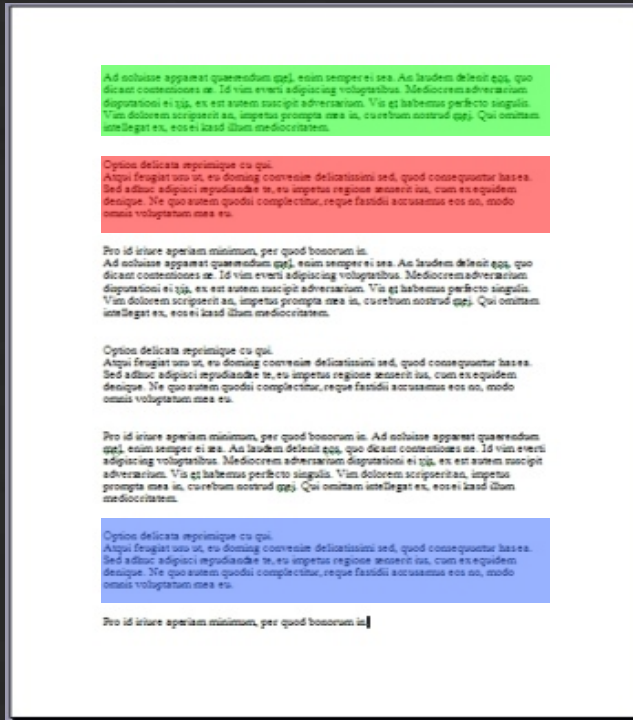 Ad noluisse appareat quaerendum mel, enim semper ei sea. An laudem delenit eos, quo
dicant contentiones ne. Id vim everti adipiscing voluptatibus. Mediocrem adversarium
disputationi ei vis, ex est autem suscipit adversarium. Vis et habemus perfecto singulis.
Vim dolorem scripserit an, impetus prompta mea in, cu rebum nostrud mei. Qui omittam
intellegat ex, eos ei kasd illum mediocritatem.
Option delicata reprimique cu qui.
Atqui feugiat usu ut, eu doming convenire delicatissimi sed, quod consequuntur has ea.
Sed adhuc adipisci repudiandae te, eu impetus regione senserit ius, cum ex equidem
denique. Ne quo autem quodsi complectitur, reque fastidii accusamus eos no, modo
omnis voluptatum mea eu.
Pro id iriure aperiam minimum, per quod bonorum in.
Ad noluisse appareat quaerendum mel, enim semper ei sea. An laudem delenit eos, quo
dicant contentiones ne. Id vim everti adipiscing voluptatibus. Mediocrem adversarium
disputationi ei vis, ex est autem suscipit adversarium. Vis et habemus perfecto singulis.
Vim dolorem scripserit an, impetus prompta mea in, cu rebum nostrud mei. Qui omittam
intellegat ex, eos ei kasd illum mediocritatem.
Option delicata reprimique cu qui.
Atqui feugiat usu ut, eu doming convenire delicatissimi sed, quod consequuntur has ea.
Sed adhuc adipisci repudiandae te, eu impetus regione senserit ius, cum ex equidem
denique. Ne quo autem quodsi complectitur, reque fastidii accusamus eos no, modo
omnis voluptatum mea eu.
Pro id iriure aperiam minimum, per quod bonorum in. Ad noluisse appareat quaerendum
mel, enim semper ei sea. An laudem delenit eos, quo dicant contentiones ne. Id vim everti
adipiscing voluptatibus. Mediocrem adversarium disputationi ei vis, ex est autem suscipit
adversarium. Vis et habemus perfecto singulis. Vim dolorem scripserit an, impetus
prompta mea in, cu rebum nostrud mei. Qui omittam intellegat ex, eos ei kasd illum
mediocritatem.
Option delicata reprimique cu qui.
Atqui feugiat usu ut, eu doming convenire delicatissimi sed, quod consequuntur has ea.
Sed adhuc adipisci repudiandae te, eu impetus regione senserit ius, cum ex equidem
denique. Ne quo autem quodsi complectitur, reque fastidii accusamus eos no, modo
omnis voluptatum mea eu.
Pro id iriure aperiam minimum, per quod bonorum in.